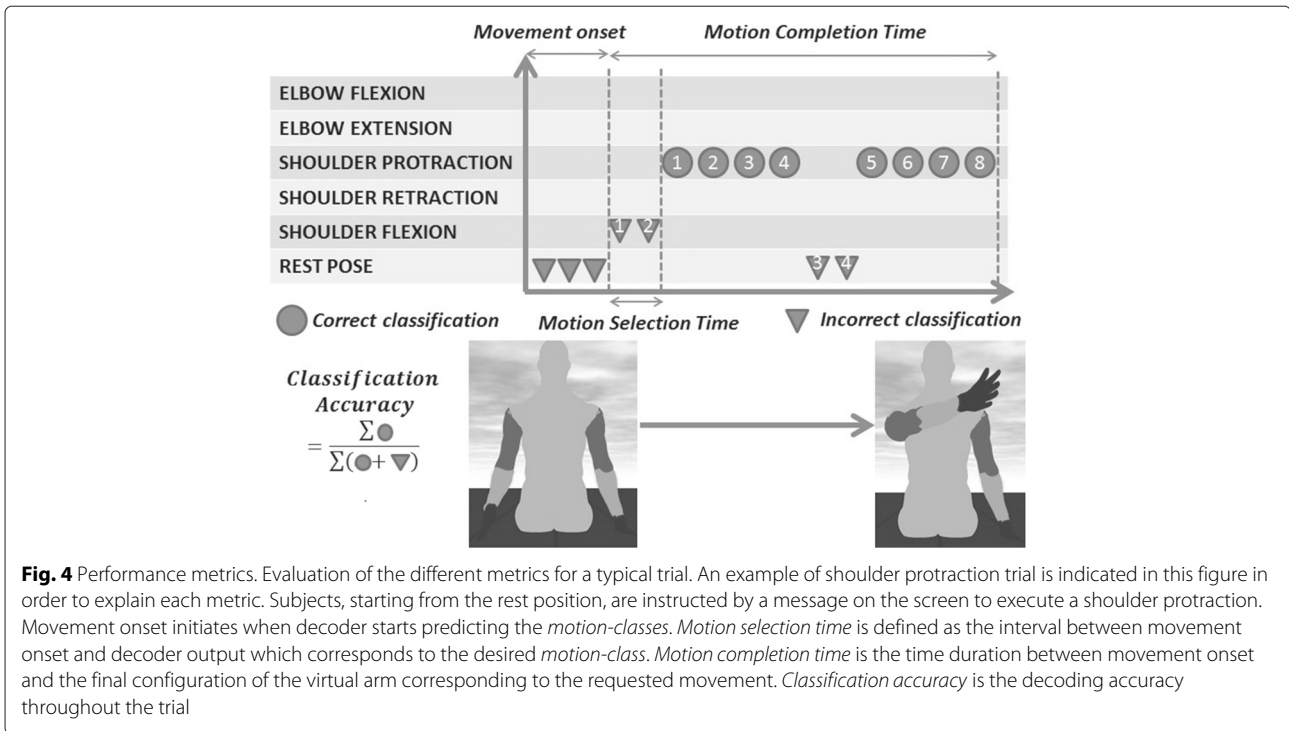 Movement onset Motion Completion Time
ELBOW FLEXION
ELBOW EXTENSION
SHOULDER PROTRACTION 1 2 3 4 5 6 7 8
SHOULDER RETRACTION
SHOULDER FLEXION 1 2
REST POSE 3 4
Correct classification Motion Selection Time Incorrect classification
Classification
Accuracy
= Σ● / Σ(●+▼)
.
Fig. 4 Performance metrics. Evaluation of the different metrics for a typical trial. An example of shoulder protraction trial is indicated in this figure in
order to explain each metric. Subjects, starting from the rest position, are instructed by a message on the screen to execute a shoulder protraction.
Movement onset initiates when decoder starts predicting the motion-classes. Motion selection time is defined as the interval between movement
onset and decoder output which corresponds to the desired motion-class. Motion completion time is the time duration between movement onset
and the final configuration of the virtual arm corresponding to the requested movement. Classification accuracy is the decoding accuracy
throughout the trial